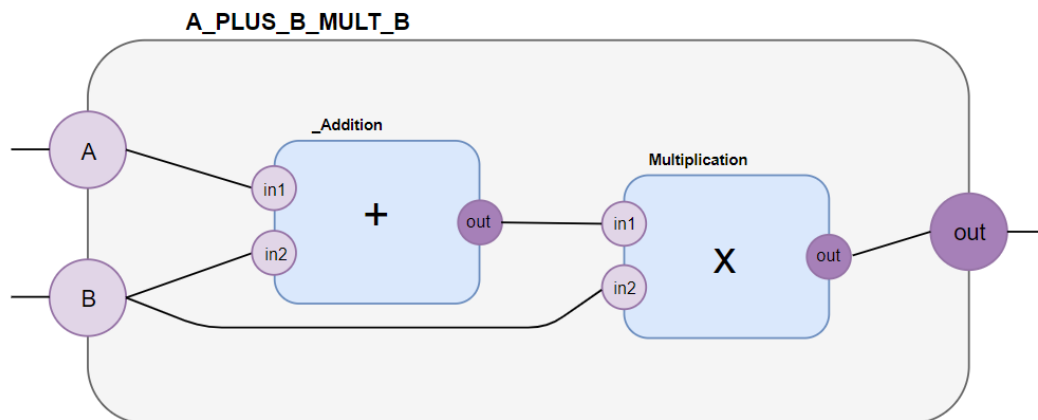 A_PLUS_B_MULT_B
A
B
_Addition
in1
in2
+
out
Multiplication
in1
in2
X
out
out